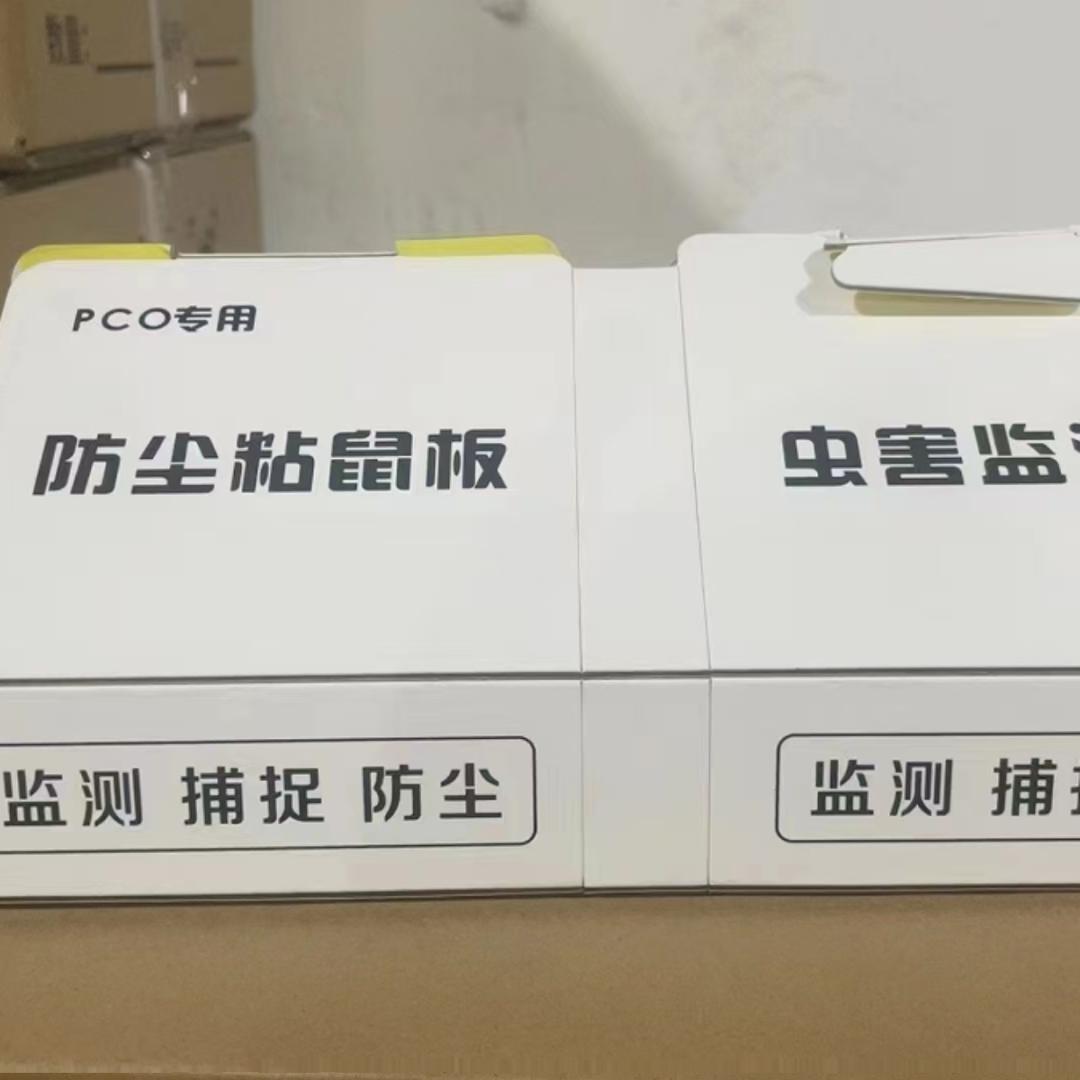 PCO专用
防尘粘鼠板
虫害监
监测 捕捉 防尘
监测 捕